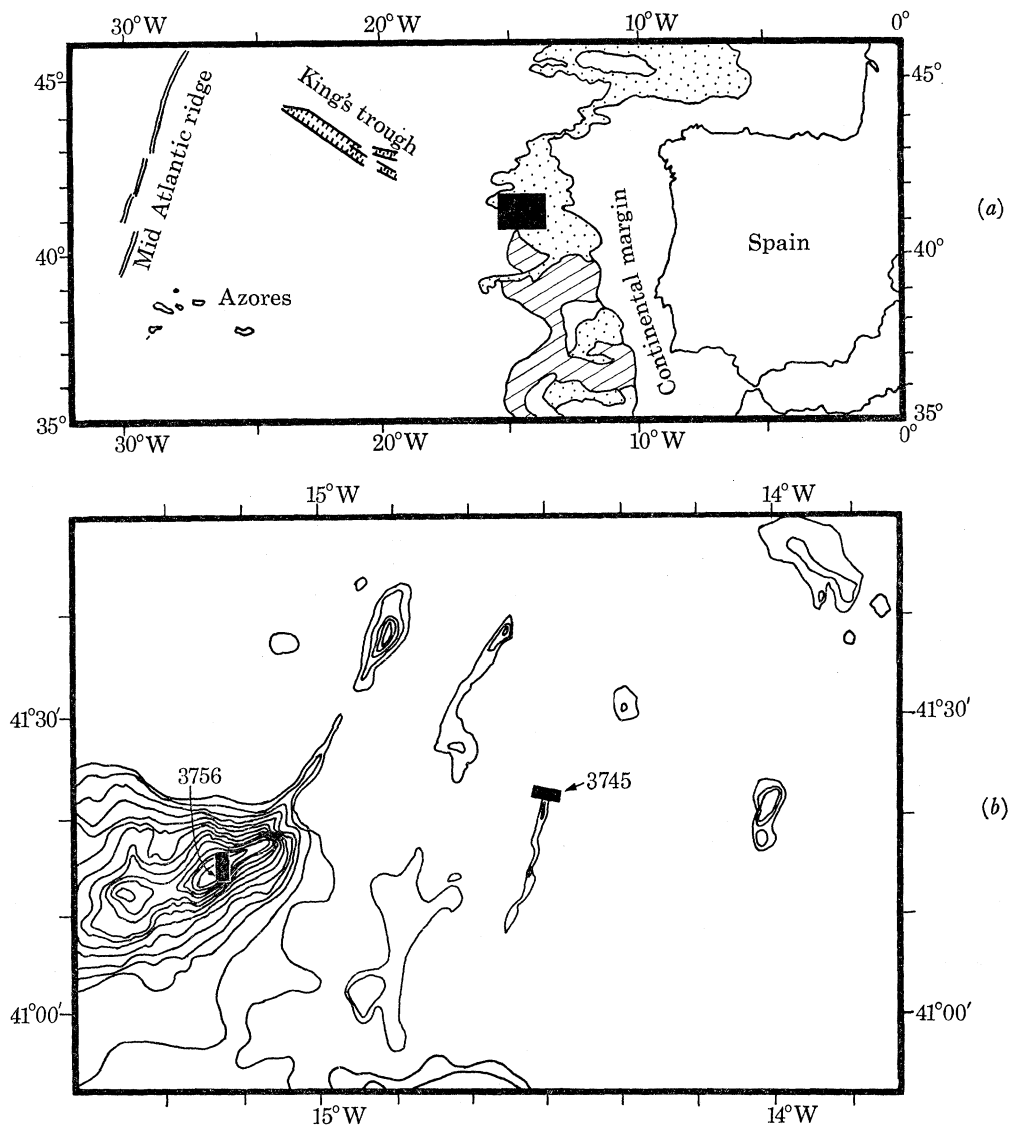 30°W
20°W
10°W
0°
45°
45°
King's trough
Mid Atlantic ridge
(a)
Continental margin
Spain
40°
40°
Azores
35°
35°
30°W
20°W
10°W
0°
15°W
14°W
41°30′
41°30′
3756
3745
(b)
41°00′
41°00′
15°W
14°W